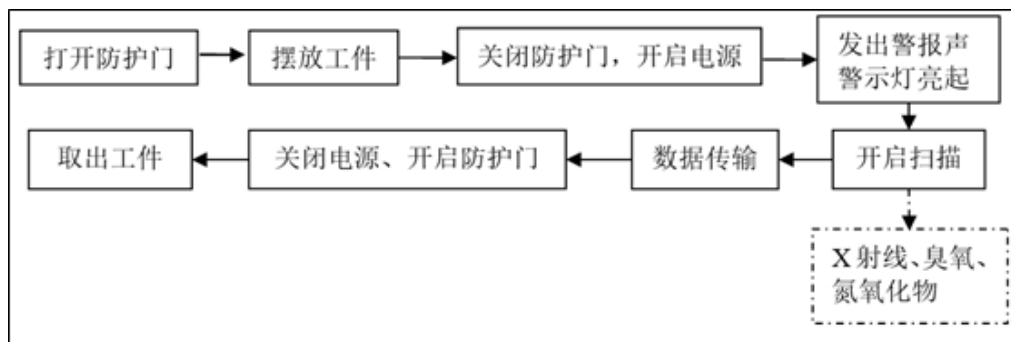 打开防护门
摆放工件
关闭防护门，开启电源
发出警报声
警示灯亮起
取出工件
关闭电源、开启防护门
数据传输
开启扫描
X 射线、臭氧、
氮氧化物